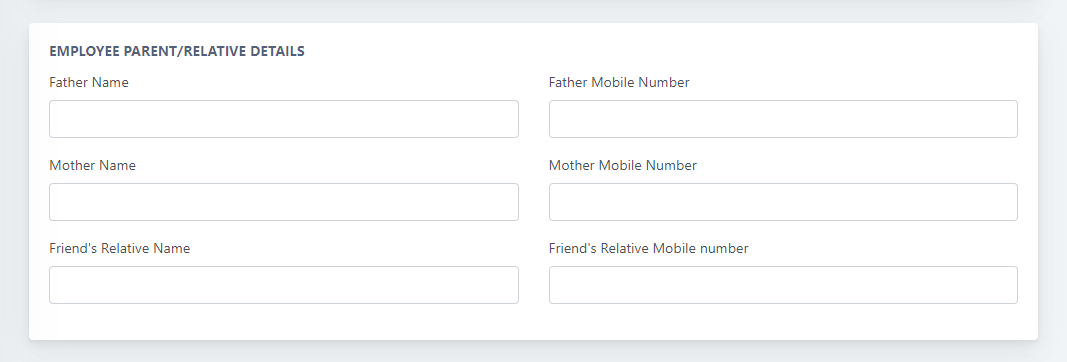 EMPLOYEE PARENT/RELATIVE DETAILS
Father Name
Father Mobile Number
Mother Name
Mother Mobile Number
Friend's Relative Name
Friend's Relative Mobile number